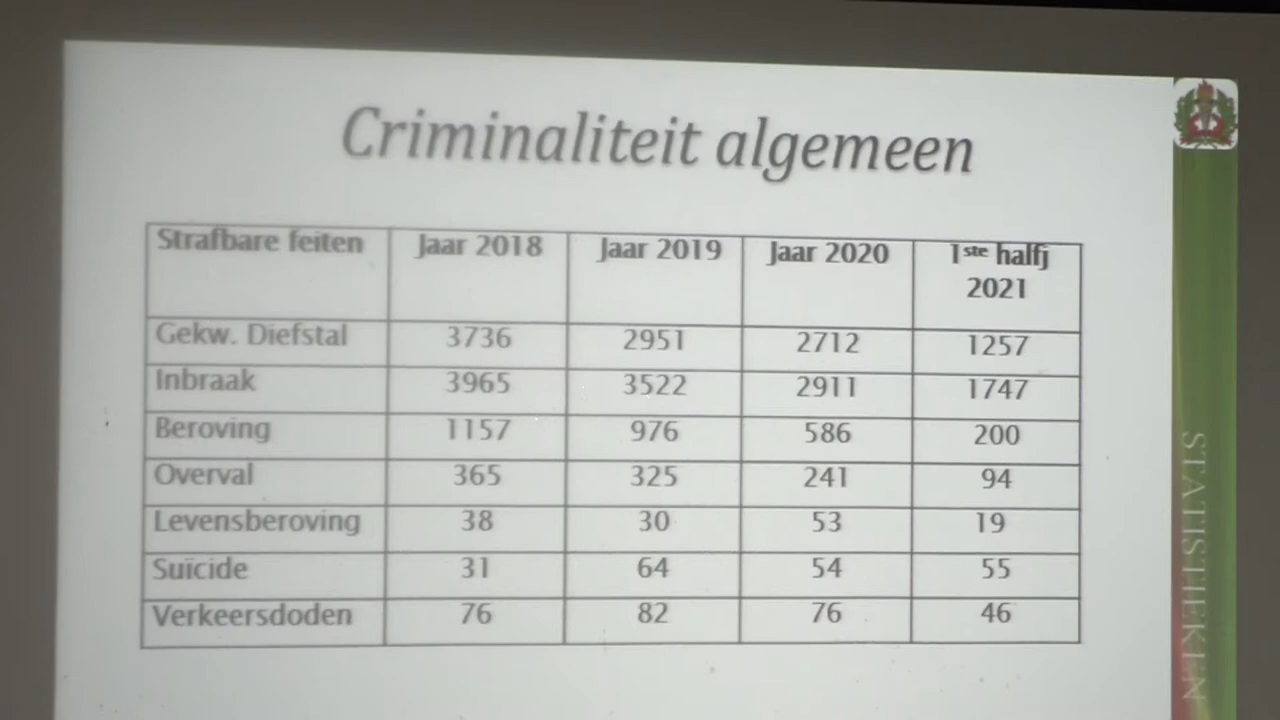 Criminaliteit algemeen
Strafbare feiten Jaar 2018 Jaar 2019 Jaar 2020 1ste halfj 2021
Gekw. Diefstal 3736 2951 2712 1257
Inbraak 3965 3522 2911 1747
Beroving 1157 976 586 200
Overval 365 325 241 94
Levensberoving 38 30 53 19
Suïcide 31 64 54 55
Verkeersdoden 76 82 76 46
STATISTIEKEN